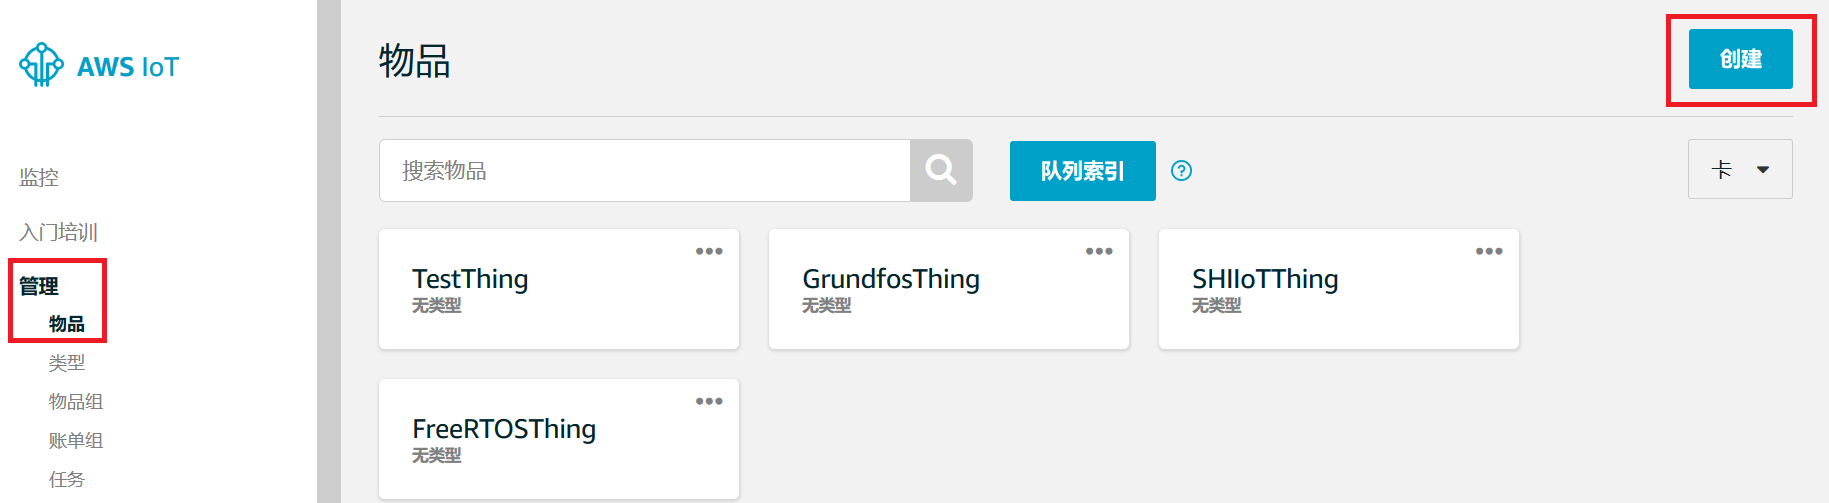 AWS IoT
监控
入门培训
管理
物品
类型
物品组
账单组
任务
物品
创建
搜索物品
队列索引
?
卡
TestThing
无类型
GrundfosThing
无类型
SHIIoTThing
无类型
FreeRTOSThing
无类型